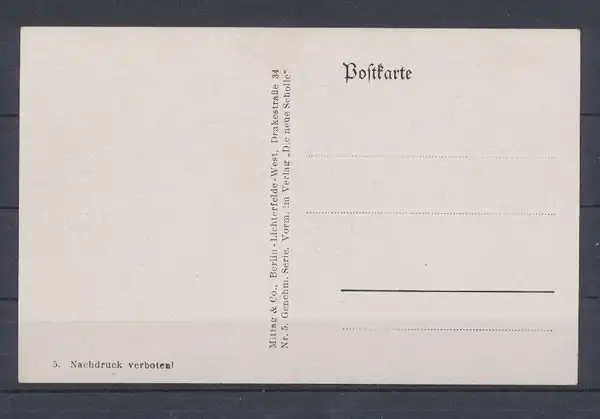 Poſtkarte
Mittag & Co., Berlin-Lichterfelde-West, Drakestraße 34
Nr. 5. Genehm. Serie. Vorm. im Verlag „Die neue Scholle"
5. Nachdruck verboten!